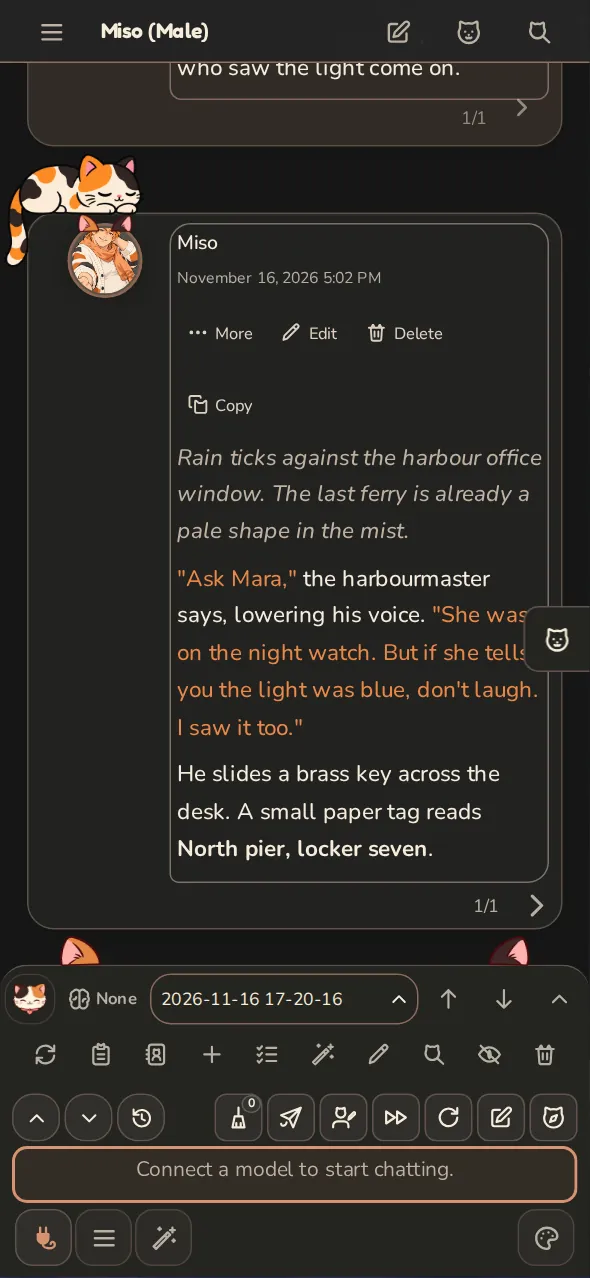 Miso (Male)
who saw the light come on.
1/1
Miso
November 16, 2026 5:02 PM
More Edit Delete
Copy
Rain ticks against the harbour office
window. The last ferry is already a
pale shape in the mist.
"Ask Mara," the harbourmaster
says, lowering his voice. "She was
on the night watch. But if she tells
you the light was blue, don't laugh.
I saw it too."
He slides a brass key across the
desk. A small paper tag reads
North pier, locker seven.
1/1
None 2026-11-16 17-20-16
0
Connect a model to start chatting.